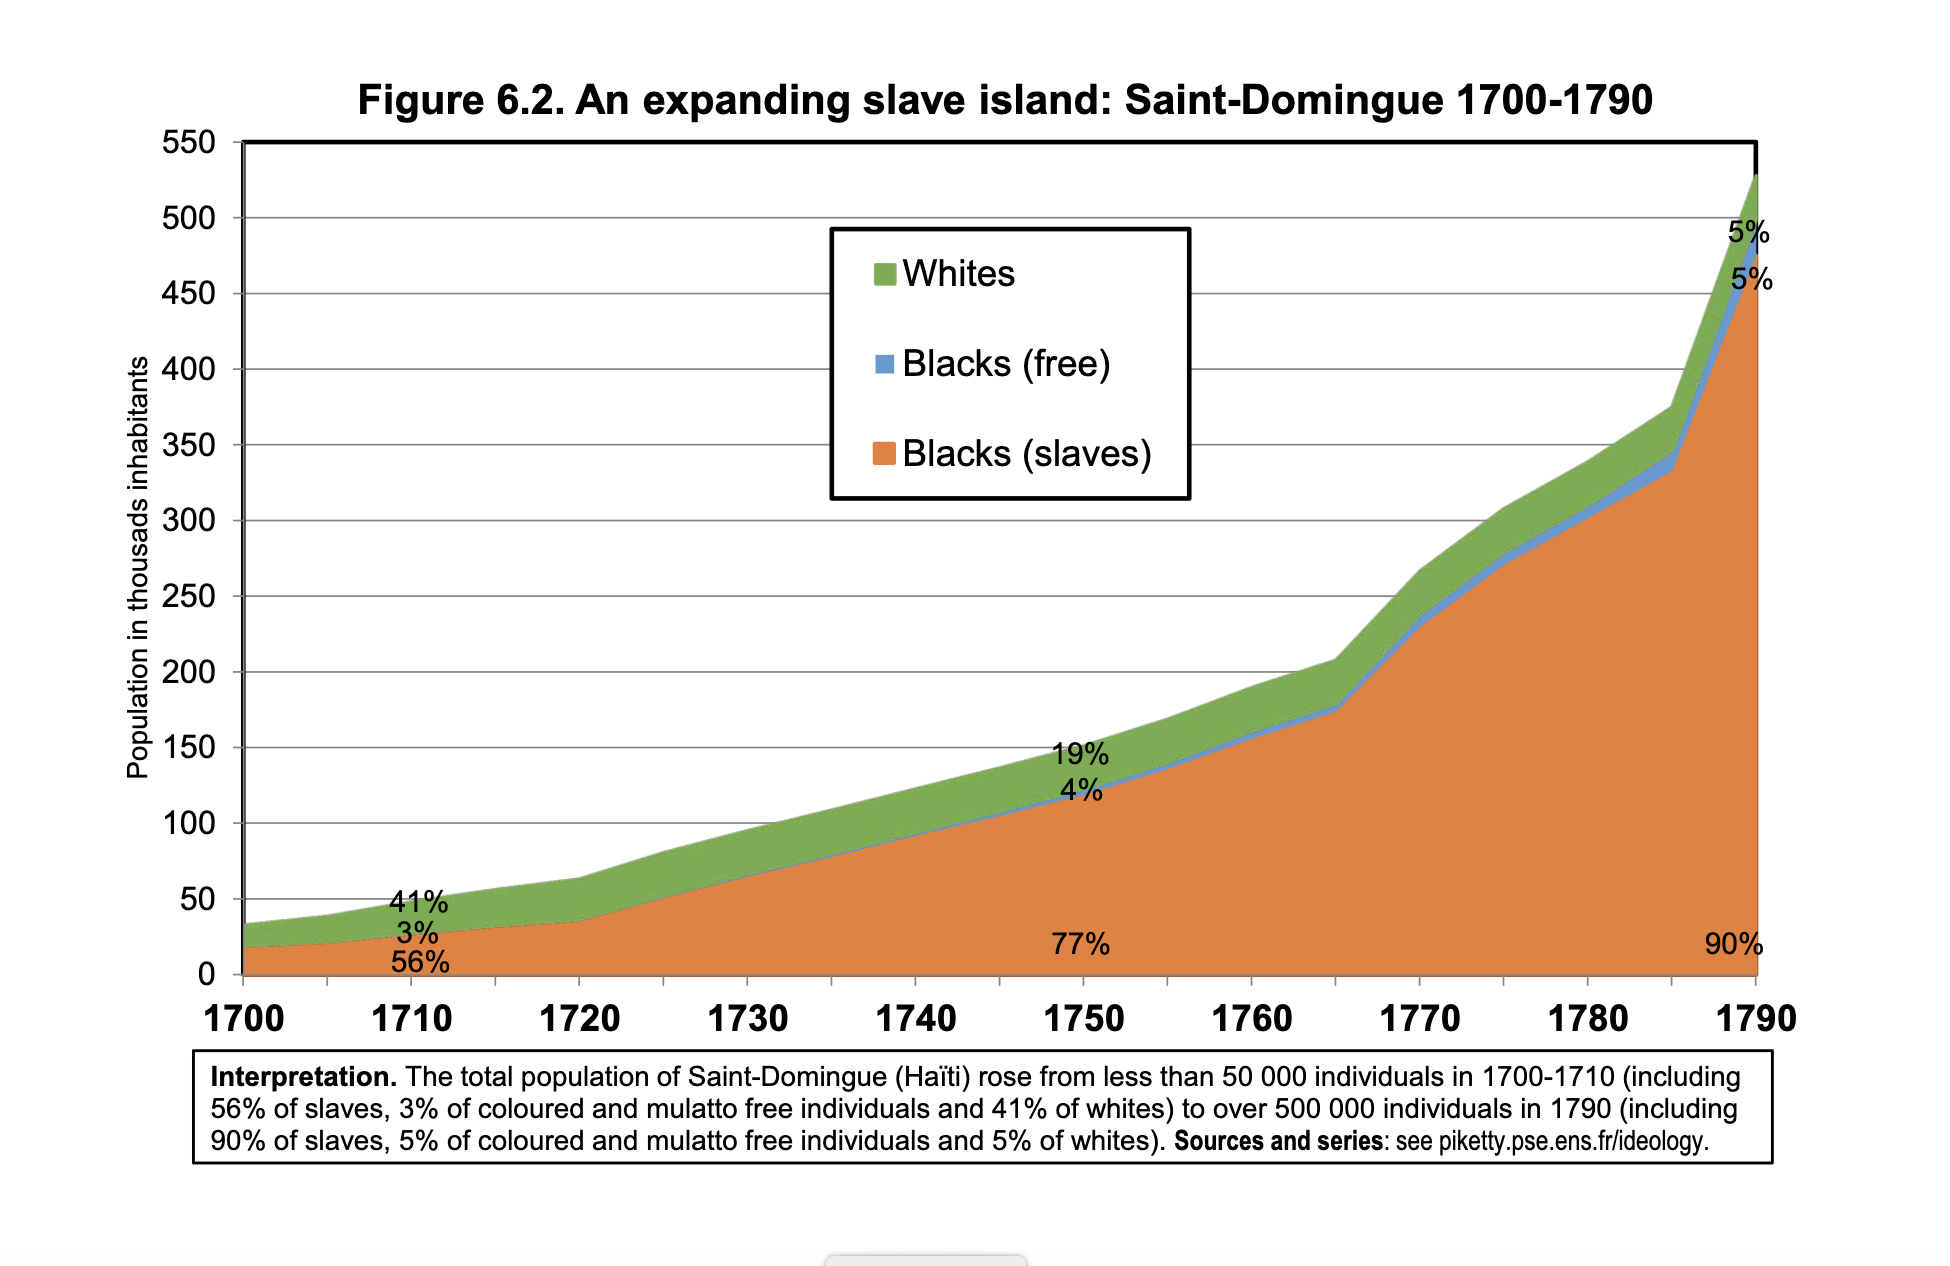 Figure 6.2. An expanding slave island: Saint-Domingue 1700-1790
Population in thousads inhabitants
550
500
450
400
350
300
250
200
150
100
50
0
Whites
Blacks (free)
Blacks (slaves)
41%
3%
56%
19%
4%
77%
5%
5%
90%
1700 1710 1720 1730 1740 1750 1760 1770 1780 1790
Interpretation. The total population of Saint-Domingue (Haïti) rose from less than 50 000 individuals in 1700-1710 (including
56% of slaves, 3% of coloured and mulatto free individuals and 41% of whites) to over 500 000 individuals in 1790 (including
90% of slaves, 5% of coloured and mulatto free individuals and 5% of whites). Sources and series: see piketty.pse.ens.fr/ideology.